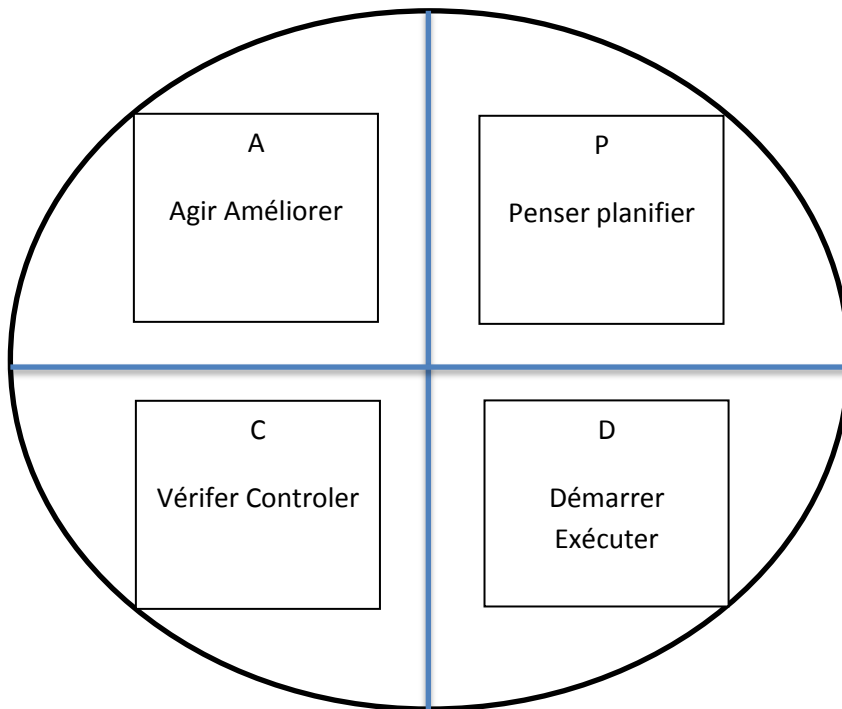 A
Agir Améliorer
P
Penser planifier
C
Vérifer Controler
D
Démarrer
Exécuter